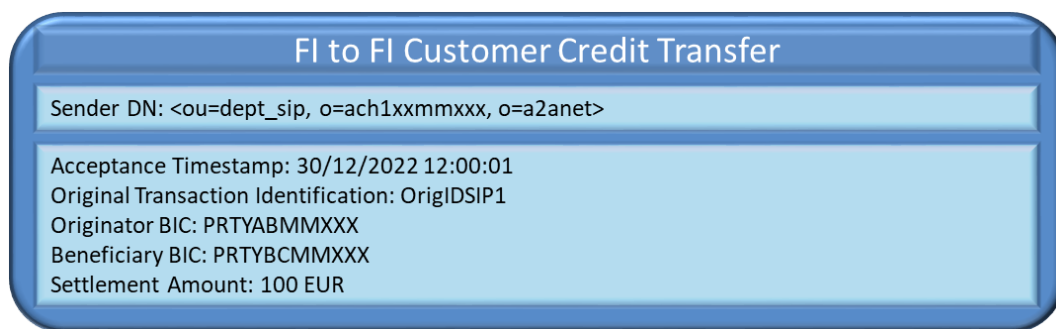 FI to FI Customer Credit Transfer
Sender DN: <ou=dept_sip, o=ach1xxmmxxx, o=a2anet>
Acceptance Timestamp: 30/12/2022 12:00:01
Original Transaction Identification: OrigIDSIP1
Originator BIC: PRTYABMMXXX
Beneficiary BIC: PRTYBCMMXXX
Settlement Amount: 100 EUR